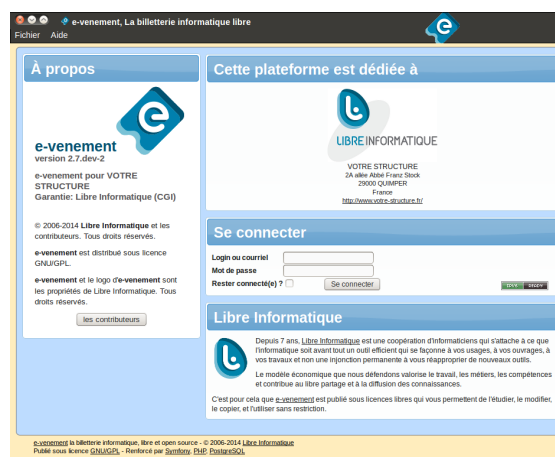 e-venement, La billetterie informatique libre
Fichier Aide
À propos
e-venement
version 2.7.dev-2
e-venement pour VOTRE
STRUCTURE
Garantie: Libre Informatique (CGI)
© 2006-2014 Libre Informatique et les
contributeurs. Tous droits réservés.
e-venement est distribué sous licence
GNU/GPL.
e-venement et le logo d'e-venement sont
les propriétés de Libre Informatique. Tous
droits réservés.
les contributeurs
Cette plateforme est dédiée à
LIBRE INFORMATIQUE
VOTRE STRUCTURE
2A allée Abbé Franz Stock
29000 QUIMPER
France
http://www.votre-structure.fr/
Se connecter
Login ou courriel
Mot de passe
Rester connecté(e) ?
Se connecter
Libre Informatique
Depuis 7 ans, Libre Informatique est une coopération d'informaticiens qui s'attache à ce que
l'informatique soit avant tout un outil efficient qui se façonne à vos usages, à vos ouvrages, à
vos travaux et non une injonction permanente à vous réapproprier de nouveaux outils.
Le modèle économique que nous défendons valorise le travail, les métiers, les compétences
et contribue au libre partage et à la diffusion des connaissances.
C'est pour cela que e-venement est publié sous licences libres qui vous permettent de l'étudier, le modifier,
le copier, et l'utiliser sans restriction.
e-venement la billetterie informatique, libre et open source - © 2006-2014 Libre Informatique
Publié sous licence GNU/GPL - Renforcé par Symfony, PHP, PostgreSQL